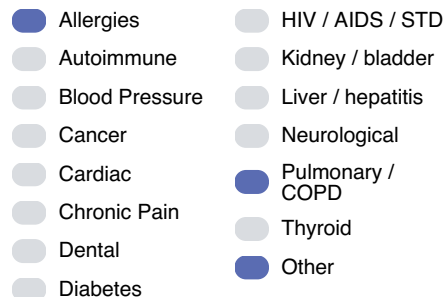 Allergies
Autoimmune
Blood Pressure
Cancer
Cardiac
Chronic Pain
Dental
Diabetes
HIV / AIDS / STD
Kidney / bladder
Liver / hepatitis
Neurological
Pulmonary /
COPD
Thyroid
Other